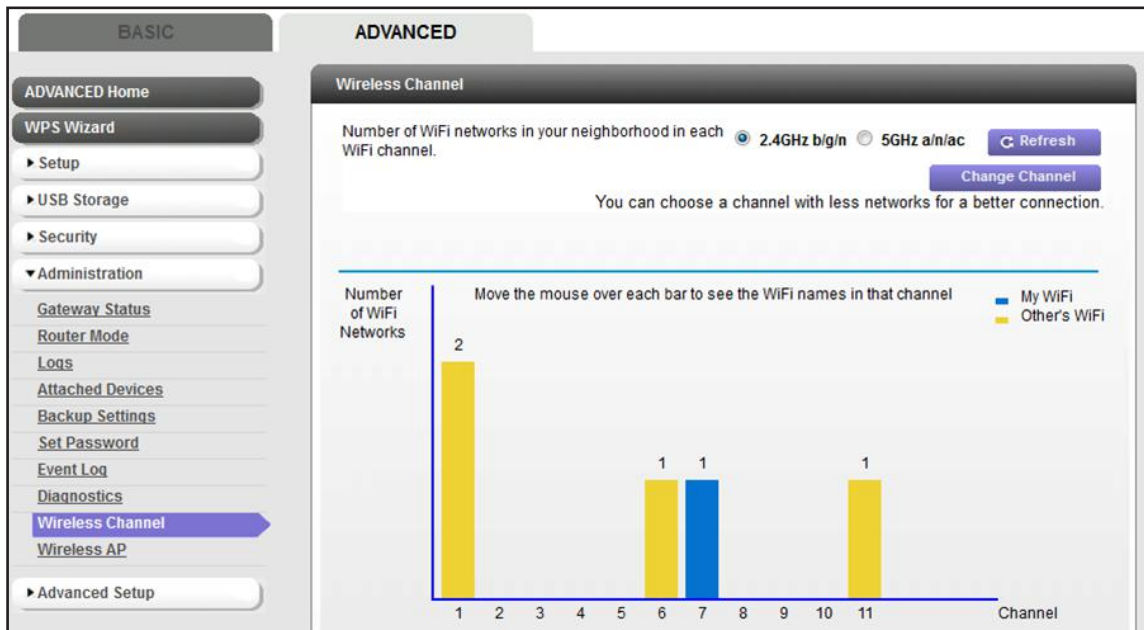 BASIC
ADVANCED
ADVANCED Home
WPS Wizard
Setup
USB Storage
Security
Administration
Gateway Status
Router Mode
Logs
Attached Devices
Backup Settings
Set Password
Event Log
Diagnostics
Wireless Channel
Wireless AP
Advanced Setup
Wireless Channel
Number of WiFi networks in your neighborhood in each
WiFi channel.
2.4GHz b/g/n
5GHz a/n/ac
Refresh
Change Channel
You can choose a channel with less networks for a better connection.
Number
of WiFi
Networks
Move the mouse over each bar to see the WiFi names in that channel
My WiFi
Other's WiFi
2
1 1 1
1 2 3 4 5 6 7 8 9 10 11 Channel